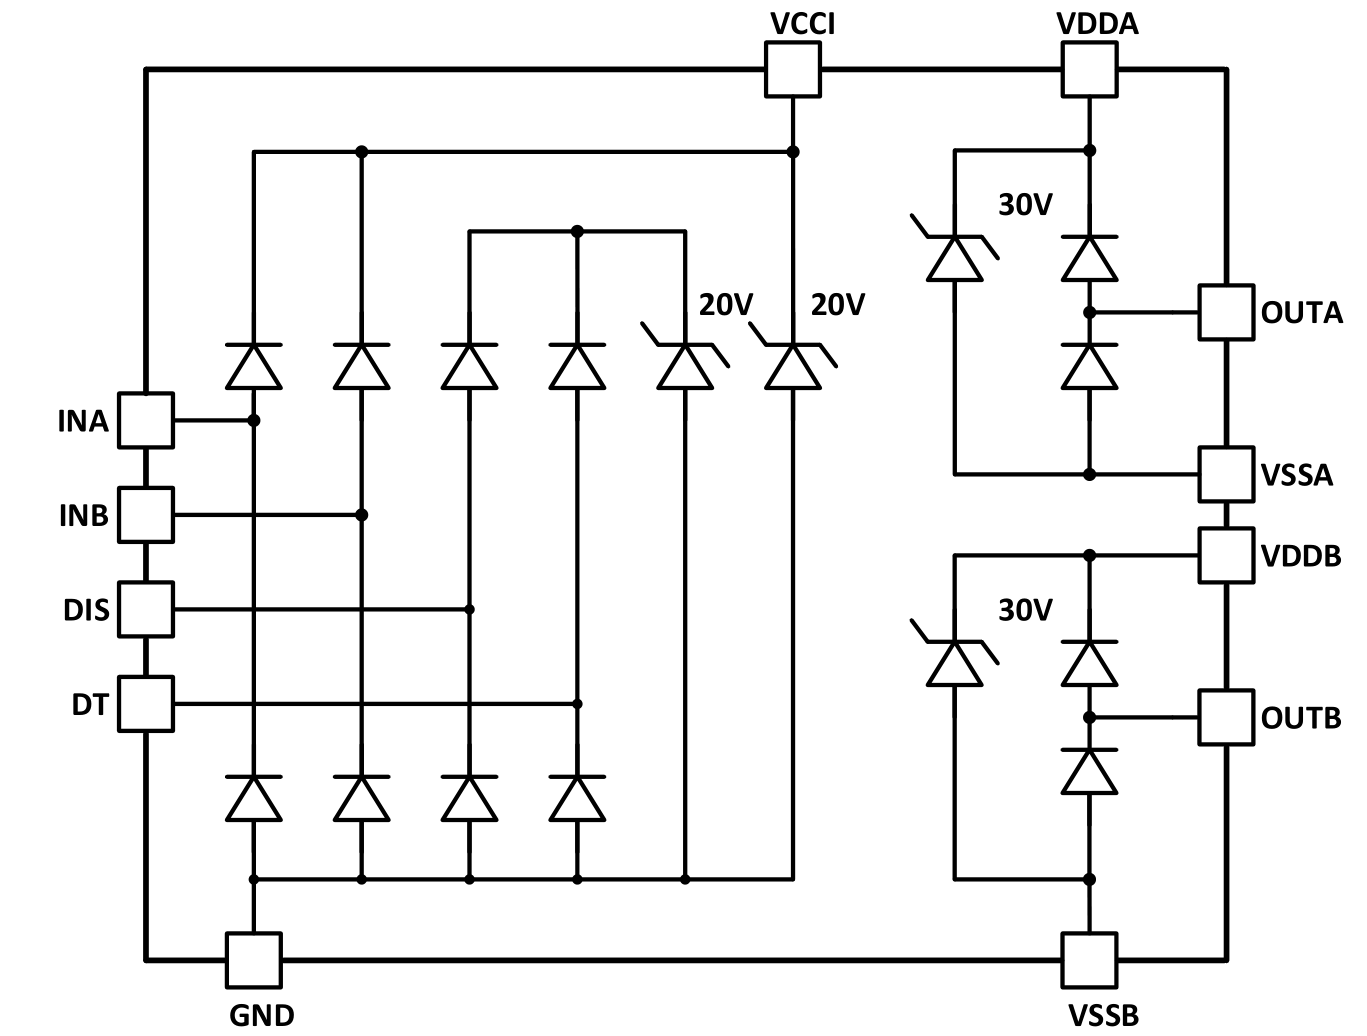 VCCI
VDDA
30V
20V
20V
OUTA
INA
VSSA
INB
VDDB
DIS
30V
DT
OUTB
GND
VSSB